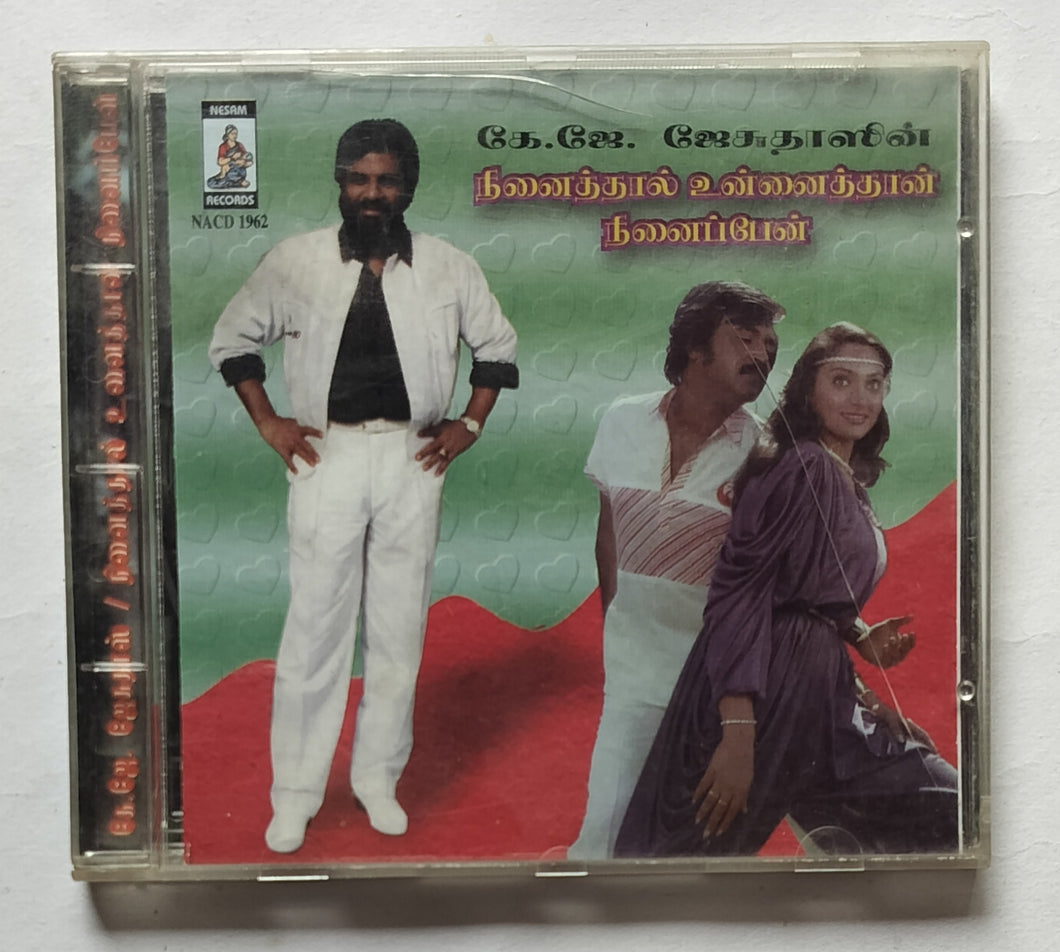 NESAM
RECORDS
NACD 1962
கே.ஜே. ஜேசுதாஸின்
நினைத்தால் உன்னைத்தான்
நினைப்பேன்